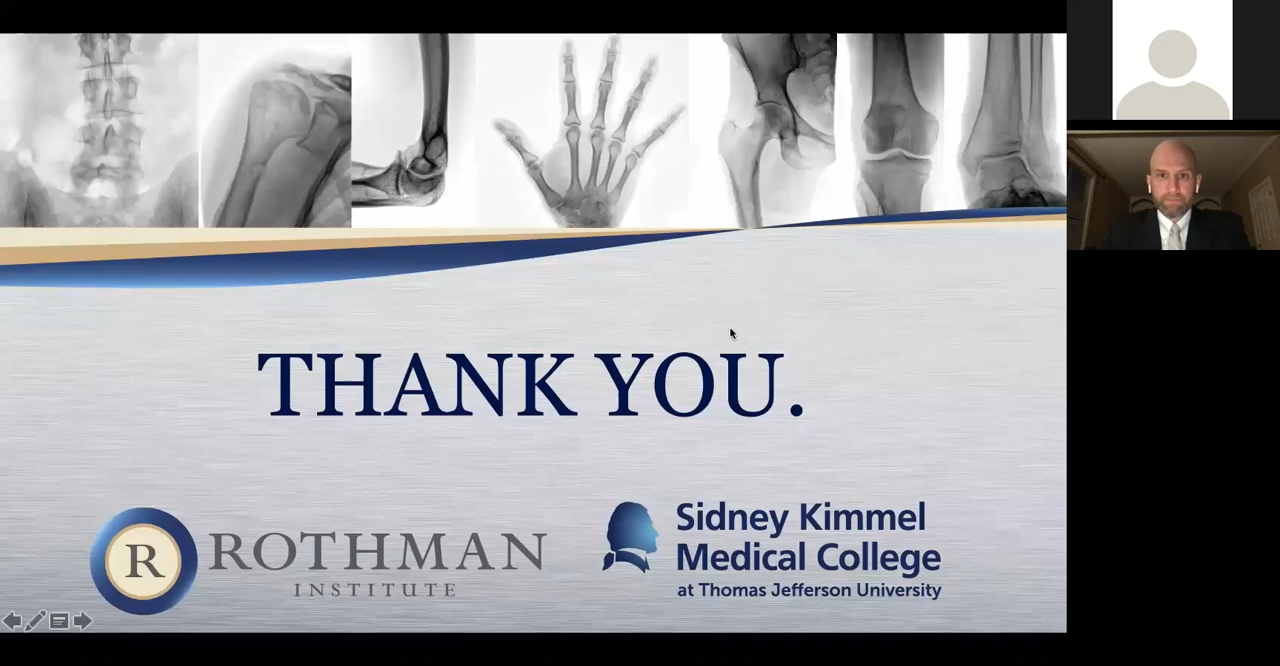 THANK YOU.
R
ROTHMAN
INSTITUTE
Sidney Kimmel
Medical College
at Thomas Jefferson University